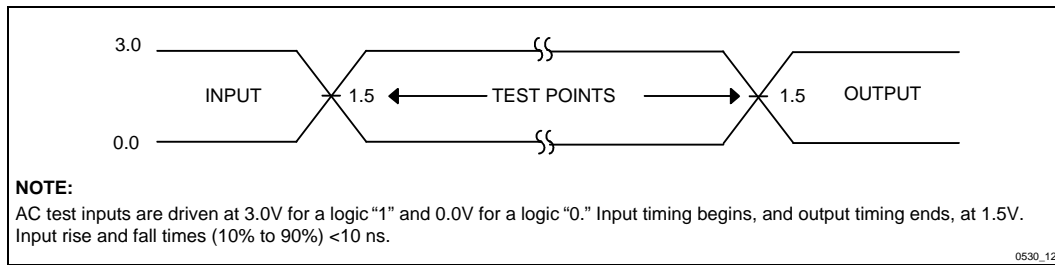 3.0
INPUT 1.5 TEST POINTS 1.5 OUTPUT
0.0
NOTE:
AC test inputs are driven at 3.0V for a logic “1” and 0.0V for a logic “0.” Input timing begins, and output timing ends, at 1.5V.
Input rise and fall times (10% to 90%) <10 ns.
0530_12